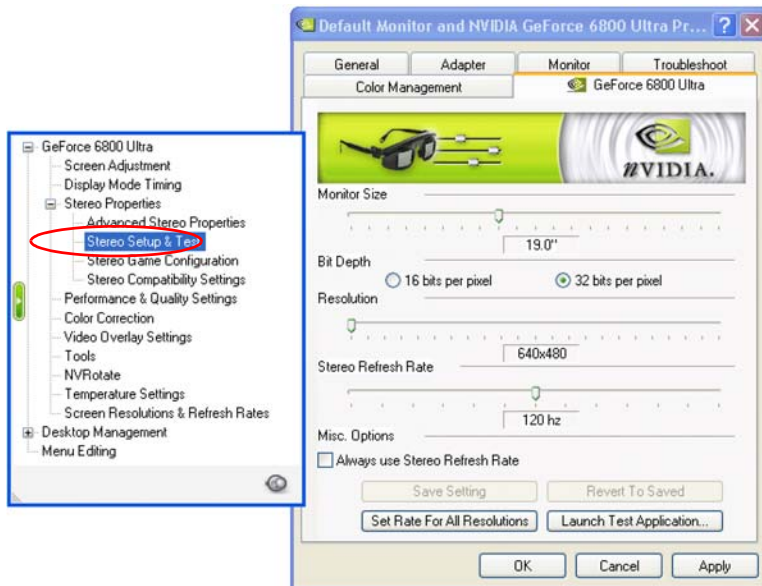 Default Monitor and NVIDIA GeForce 6800 Ultra Pr...
General Adapter Monitor Troubleshoot
Color Management GeForce 6800 Ultra
nVIDIA.
GeForce 6800 Ultra
Screen Adjustment
Display Mode Timing
Stereo Properties
Advanced Stereo Properties
Stereo Setup & Test
Stereo Game Configuration
Stereo Compatibility Settings
Performance & Quality Settings
Color Correction
Video Overlay Settings
Tools
NVRotate
Temperature Settings
Screen Resolutions & Refresh Rates
Desktop Management
Menu Editing
Monitor Size
19.0"
Bit Depth
16 bits per pixel 32 bits per pixel
Resolution
640x480
Stereo Refresh Rate
120 hz
Misc. Options
Always use Stereo Refresh Rate
Save Setting Revert To Saved
Set Rate For All Resolutions Launch Test Application...
OK Cancel Apply